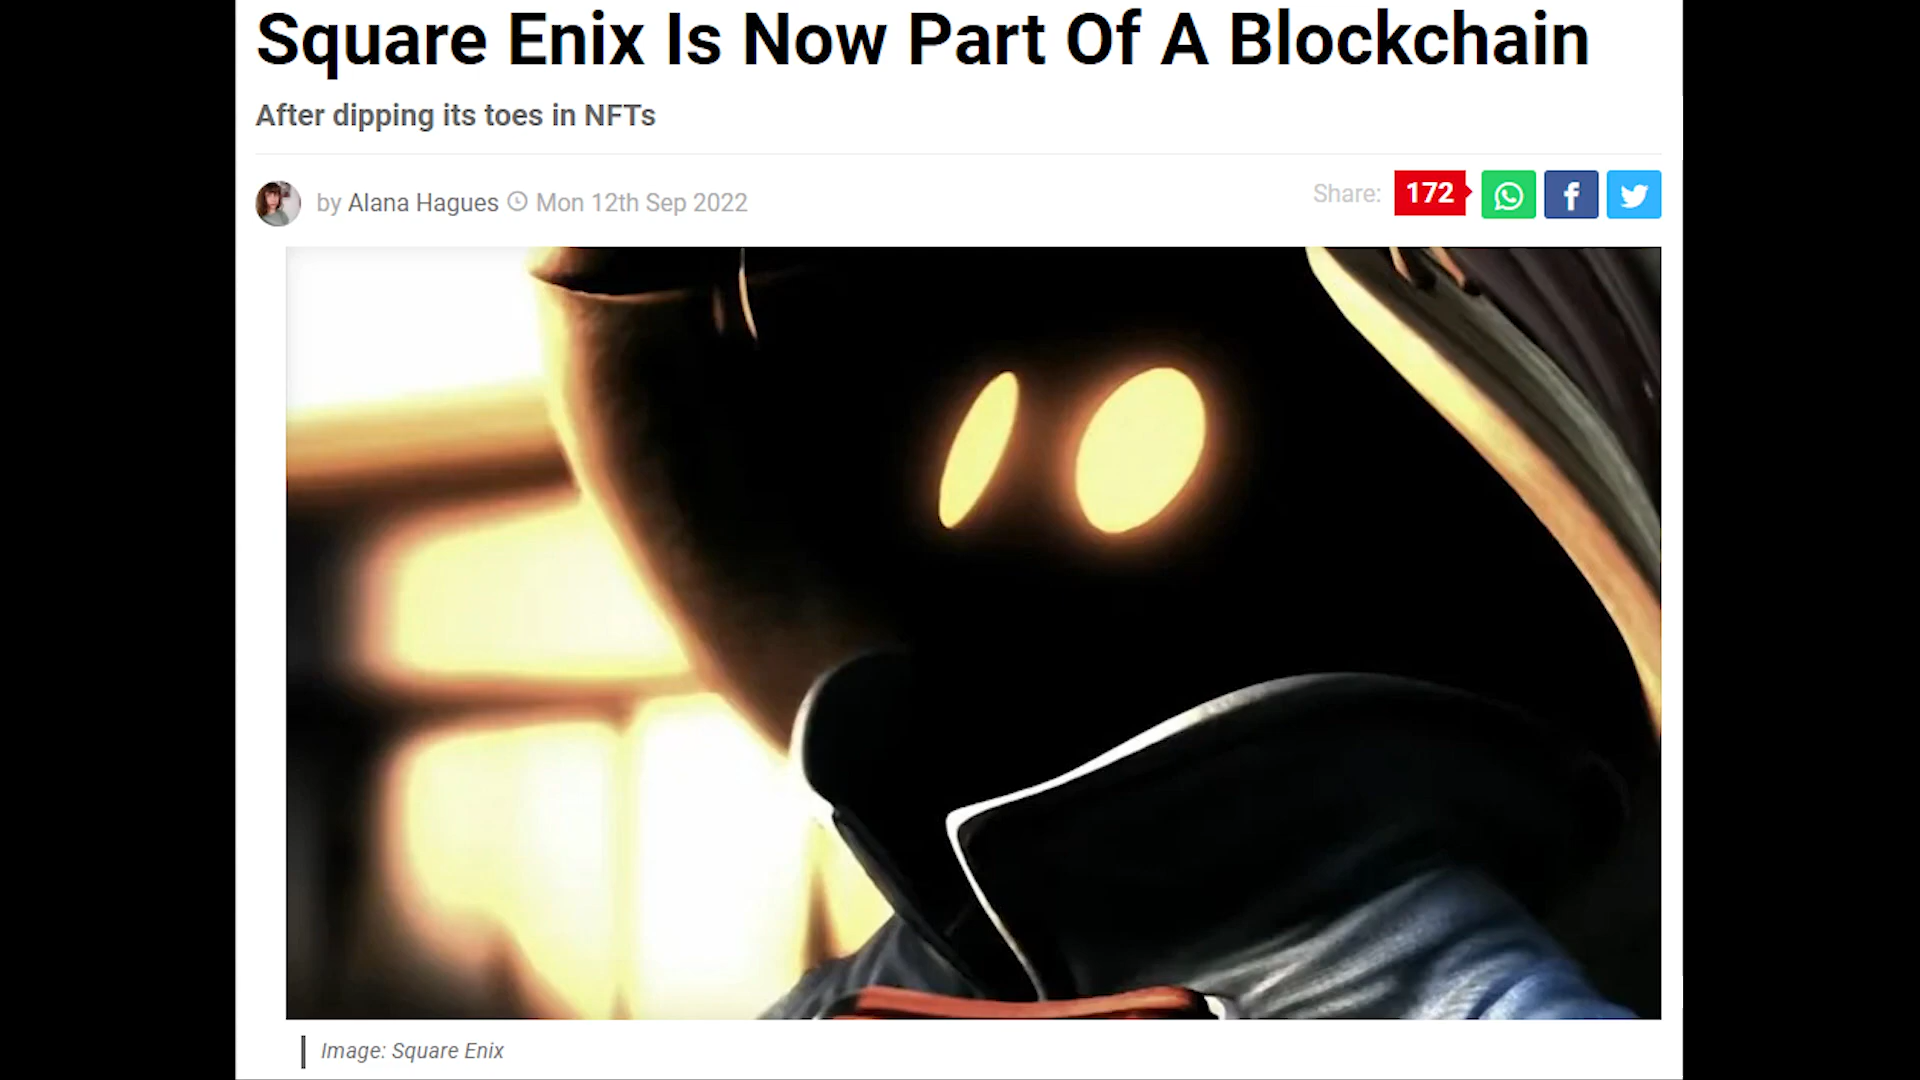 Square Enix Is Now Part Of A Blockchain
After dipping its toes in NFTs
by Alana Hagues Mon 12th Sep 2022
Share: 172
Image: Square Enix